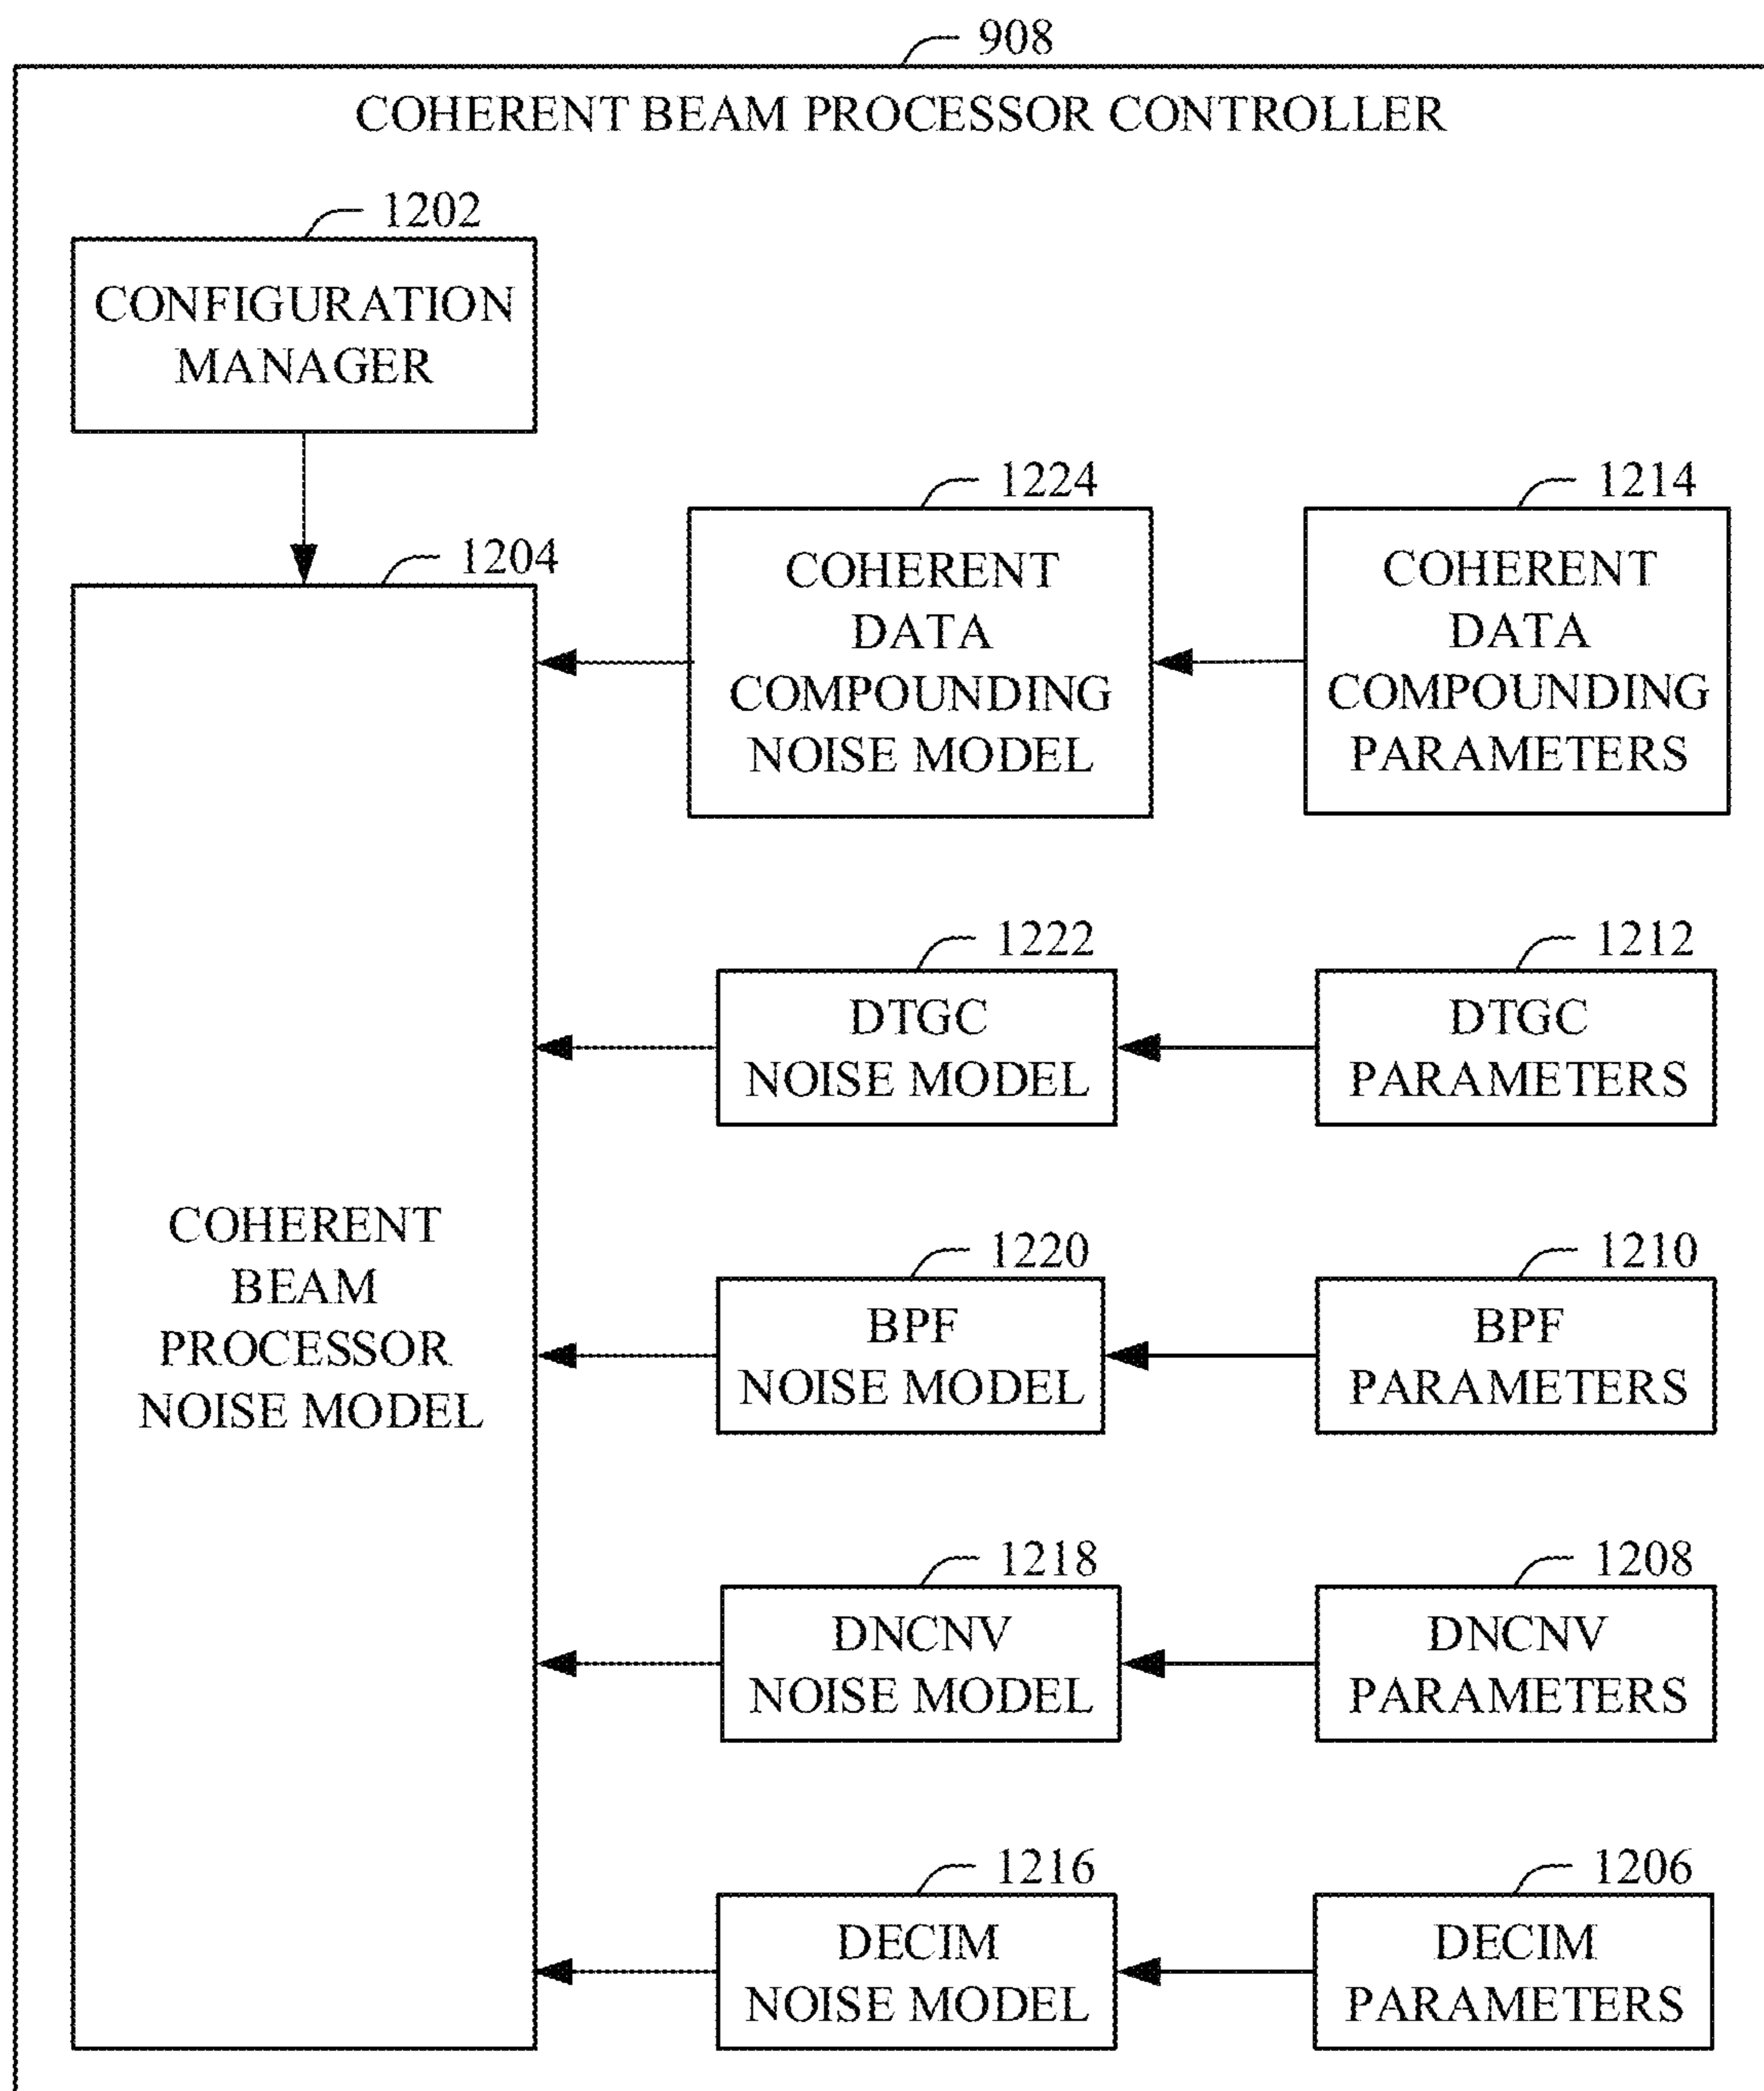 908
COHERENT BEAM PROCESSOR CONTROLLER
1202
CONFIGURATION
MANAGER
1204
COHERENT
BEAM
PROCESSOR
NOISE MODEL
1224
COHERENT
DATA
COMPOUNDING
NOISE MODEL
1214
COHERENT
DATA
COMPOUNDING
PARAMETERS
1222
DTGC
NOISE MODEL
1212
DTGC
PARAMETERS
1220
BPF
NOISE MODEL
1210
BPF
PARAMETERS
1218
DNCNV
NOISE MODEL
1208
DNCNV
PARAMETERS
1216
DECIM
NOISE MODEL
1206
DECIM
PARAMETERS